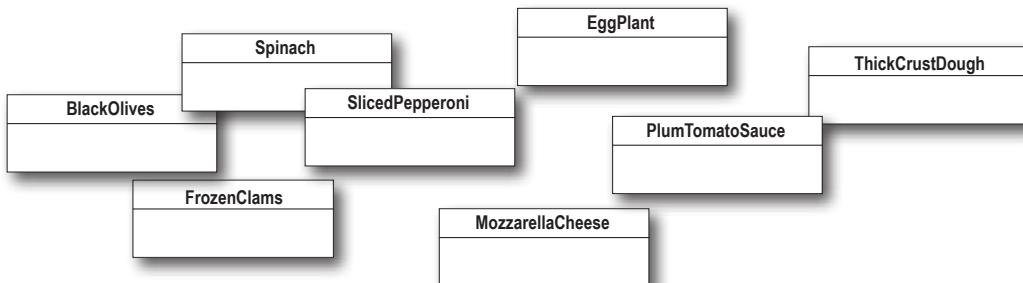 EggPlant
Spinach
ThickCrustDough
BlackOlives
SlicedPepperoni
PlumTomatoSauce
FrozenClams
MozzarellaCheese